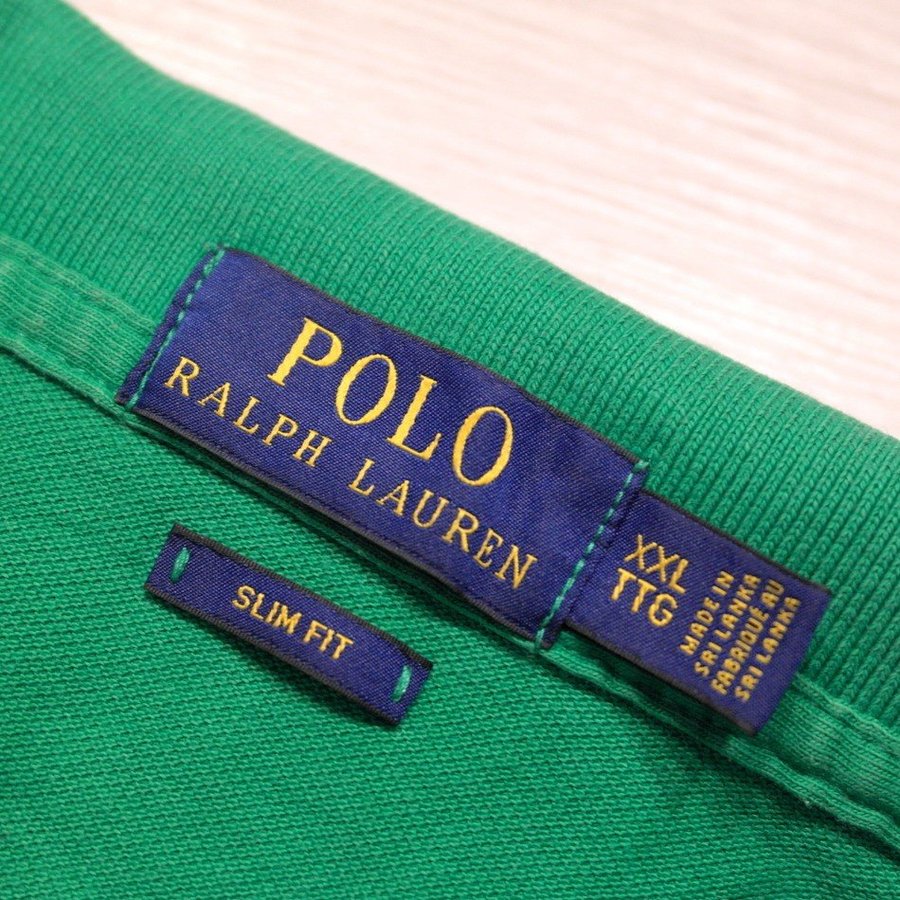 POLO
RALPH LAUREN
XXL
TTG
MADE IN
SRI LANKA
FABRIQUÉ AU
SRI LANKA
SLIM FIT